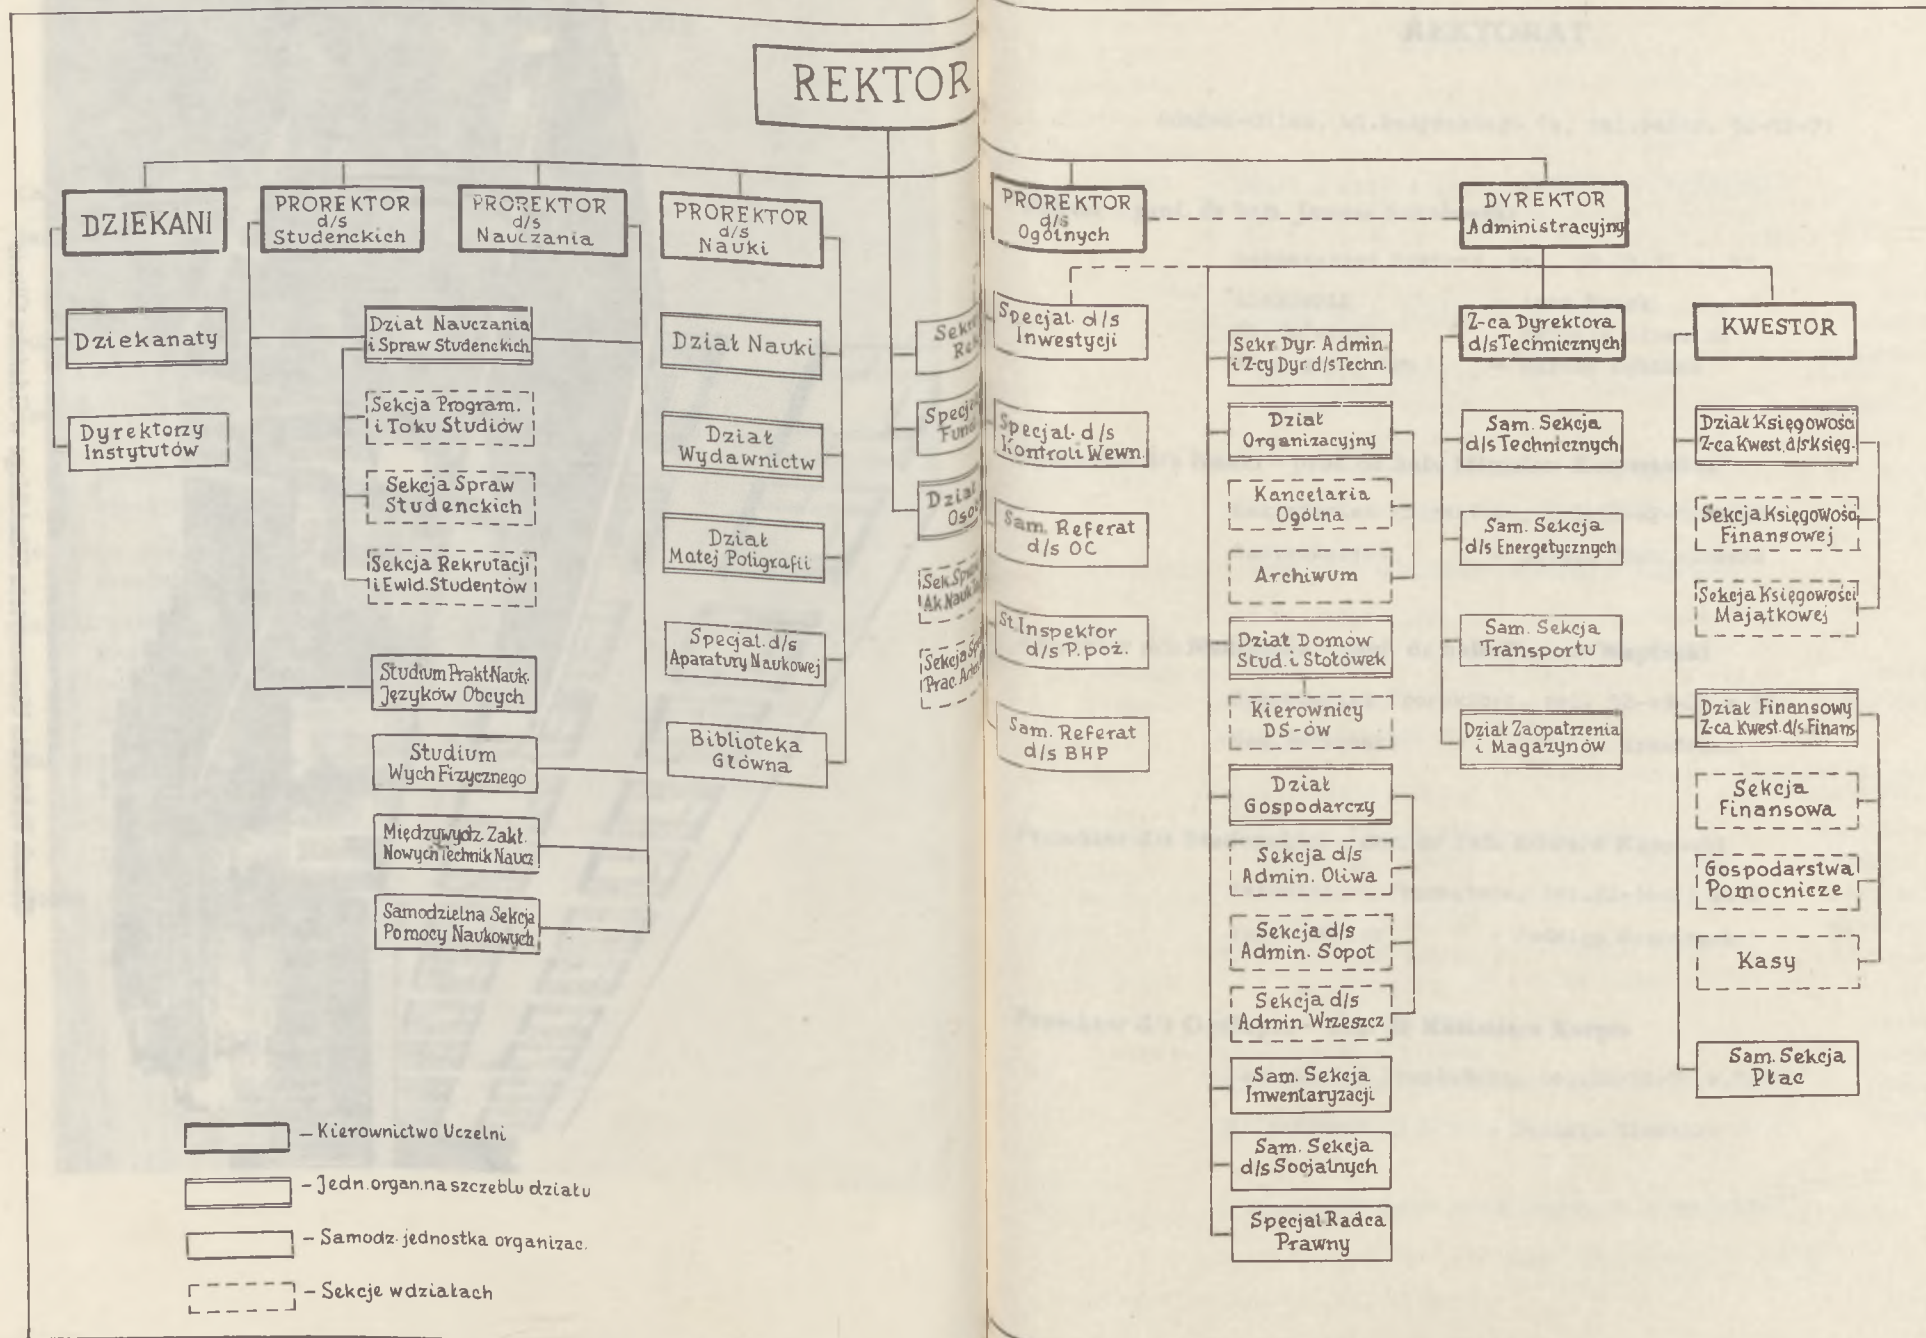 REKTOR
DZIEKANI
PROREKTOR
d/s
Studenckich
PROREKTOR
d/s
Nauczania
PROREKTOR
d/s
Nauki
PROREKTOR
d/s
Ogólnych
DYREKTOR
Administracyjny
Dziekanaty
Dyrektorzy
Instytutów
Dział Nauczania
i Spraw Studenckich
Sekcja Program.
i Toku Studiów
Sekcja Spraw
Studenckich
Sekcja Rekrutacji
i Ewid. Studentów
Studium Prakt. Nauk.
Języków Obcych
Studium
Wych Fizycznego
Międzywydz. Zakł.
Nowych Technik Naucz
Samodzielna Sekcja
Pomocy Naukowych
Dział Nauki
Dział
Wydawnictw
Dział
Małej Poligrafii
Specjal. d/s
Aparatury Naukowej
Biblioteka
Główna
Dział
Specjal. d/s
Inwestycji
Specjal. d/s
Kontroli Wewn.
Sam. Referat
d/s OC
St. Inspektor
d/s P.poż.
Sam. Referat
d/s BHP
Sekr. Dyr. Admin
i Z-cy Dyr. d/s Techn.
Dział
Organizacyjny
Kancelaria
Ogólna
Archiwum
Dział Domów
Stud. i Stołówek
Kierownicy
DS-ów
Dział
Gospodarczy
Sekcja d/s
Admin. Oliwa
Sekcja d/s
Admin. Sopot
Sekcja d/s
Admin Wrzeszcz
Sam. Sekcja
Inwentaryzacji
Sam. Sekcja
d/s Socjalnych
Specjal Radca
Prawny
Z-ca Dyrektora
d/s Technicznych
Sam. Sekcja
d/s Technicznych
Sam. Sekcja
d/s Energetycznych
Sam. Sekcja
Transportu
Dział Zaopatrzenia
i Magazynów
KWESTOR
Dział Księgowości
Z-ca Kwest. d/s Księg.
Sekcja Księgowości
Finansowej
Sekcja Księgowości
Majątkowej
Dział Finansowy
Z-ca Kwest. d/s Finans
Sekcja
Finansowa
Gospodarstwa
Pomocnicze
Kasy
Sam. Sekcja
Płac
– Kierownictwo Uczelni
– Jedn. organ. na szczeblu działu
– Samodz. jednostka organizac.
– Sekcje w działach